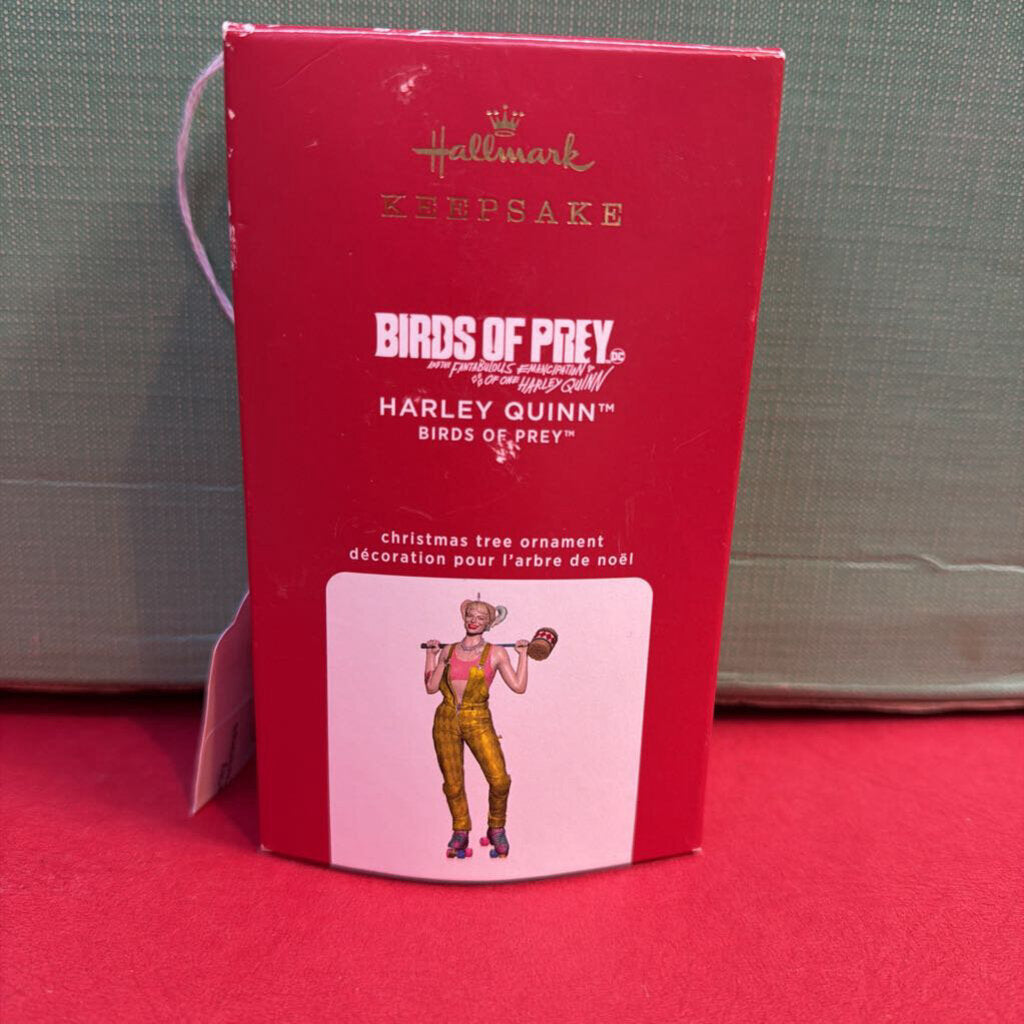 Hallmark
KEEPSAKE
BIRDS OF PREY
DC
AND THE FANTABULOUS EMANCIPATION
OF ONE HARLEY QUINN
HARLEY QUINN™
BIRDS OF PREY™
christmas tree ornament
décoration pour l'arbre de noël